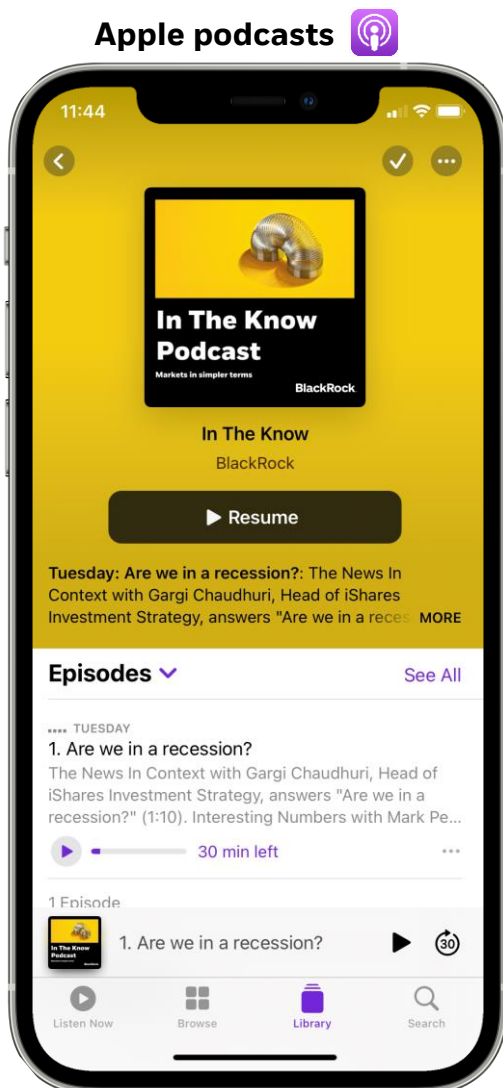 Apple podcasts
11:44
In The Know
Podcast
Markets in simpler terms
BlackRock
In The Know
BlackRock
Resume
Tuesday: Are we in a recession?: The News In
Context with Gargi Chaudhuri, Head of iShares
Investment Strategy, answers "Are we in a reces MORE
Episodes
See All
TUESDAY
1. Are we in a recession?
The News In Context with Gargi Chaudhuri, Head of
iShares Investment Strategy, answers "Are we in a
recession?" (1:10). Interesting Numbers with Mark Pe...
30 min left
1 Episode
In The Know
Podcast
1. Are we in a recession?
30
Listen Now
Browse
Library
Search